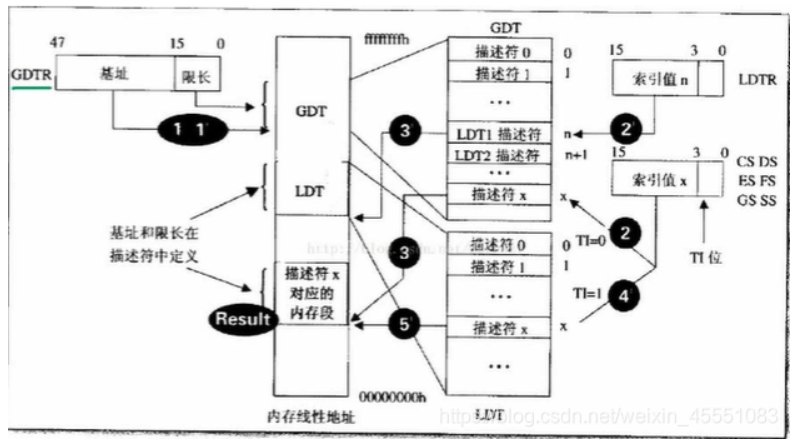 GDT
47 15 0
ffffffffh
描述符 0 0
15 3 0
GDTR 基址 限长
描述符 1 1
索引值 n LDTR
...
1 1'
GDT
3'
LDT1 描述符 n
2'
LDT2 描述符 n+1
15 3 0
...
CS DS
LDT
索引值 x
ES FS
描述符 x x
GS SS
基址和限长在
描述符中定义
3
描述符 0 0
TI=0
2
TI 位
描述符 1 1
描述符 x
对应的
内存段
...
TI=1
4'
Result
5'
描述符 x x
...
00000000h
内存线性地址
LDT
https://blog.csdn.net/weixin_45551083